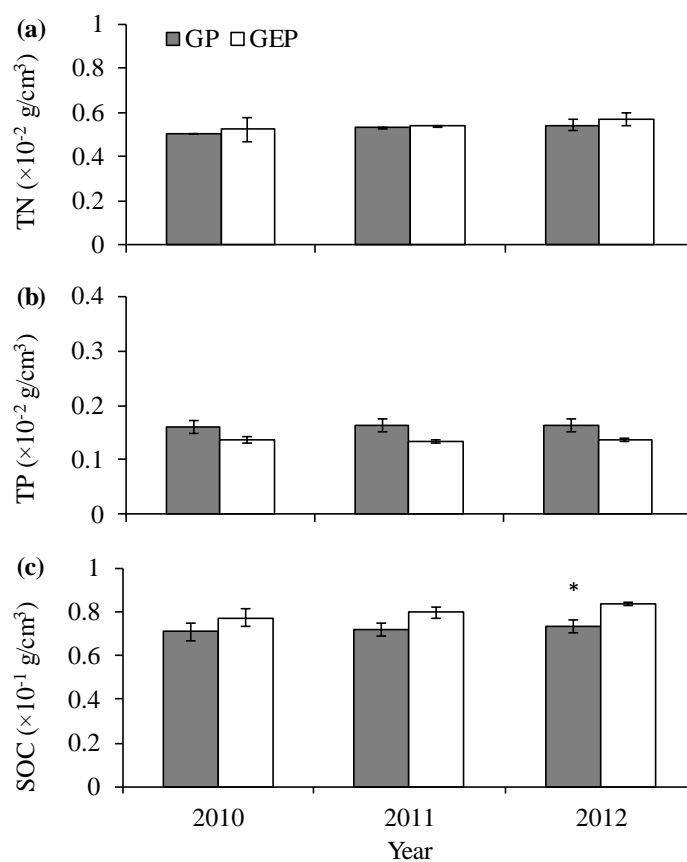 (a)
GP GEP
1
0.8
0.6
0.4
0.2
0
TN (×10⁻² g/cm³)
(b)
0.4
0.3
0.2
0.1
0
TP (×10⁻² g/cm³)
(c)
1
0.8
0.6
0.4
0.2
0
SOC (×10⁻¹ g/cm³)
*
2010 2011 2012
Year